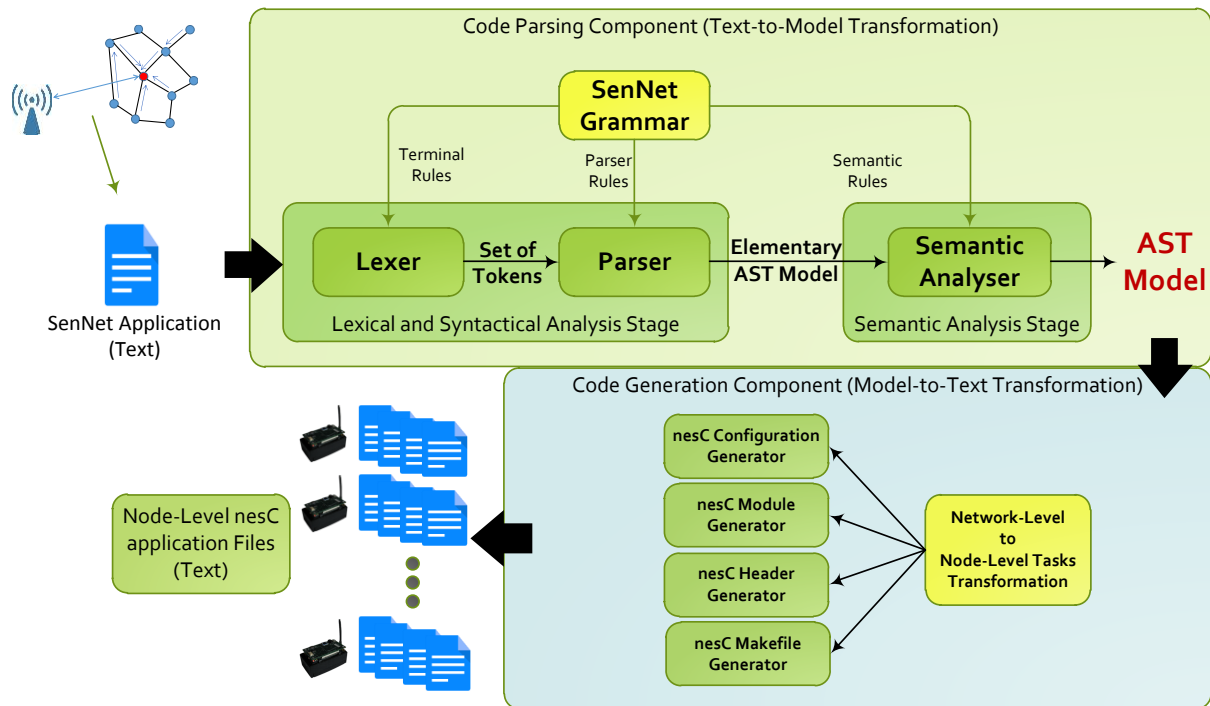 Code Parsing Component (Text-to-Model Transformation)
SenNet
Grammar
Terminal
Rules
Parser
Rules
Semantic
Rules
Lexer
Set of
Tokens
Parser
Elementary
AST Model
Semantic
Analyser
AST
Model
Lexical and Syntactical Analysis Stage
Semantic Analysis Stage
SenNet Application
(Text)
Code Generation Component (Model-to-Text Transformation)
nesC Configuration
Generator
nesC Module
Generator
nesC Header
Generator
nesC Makefile
Generator
Network-Level
to
Node-Level Tasks
Transformation
Node-Level nesC
application Files
(Text)